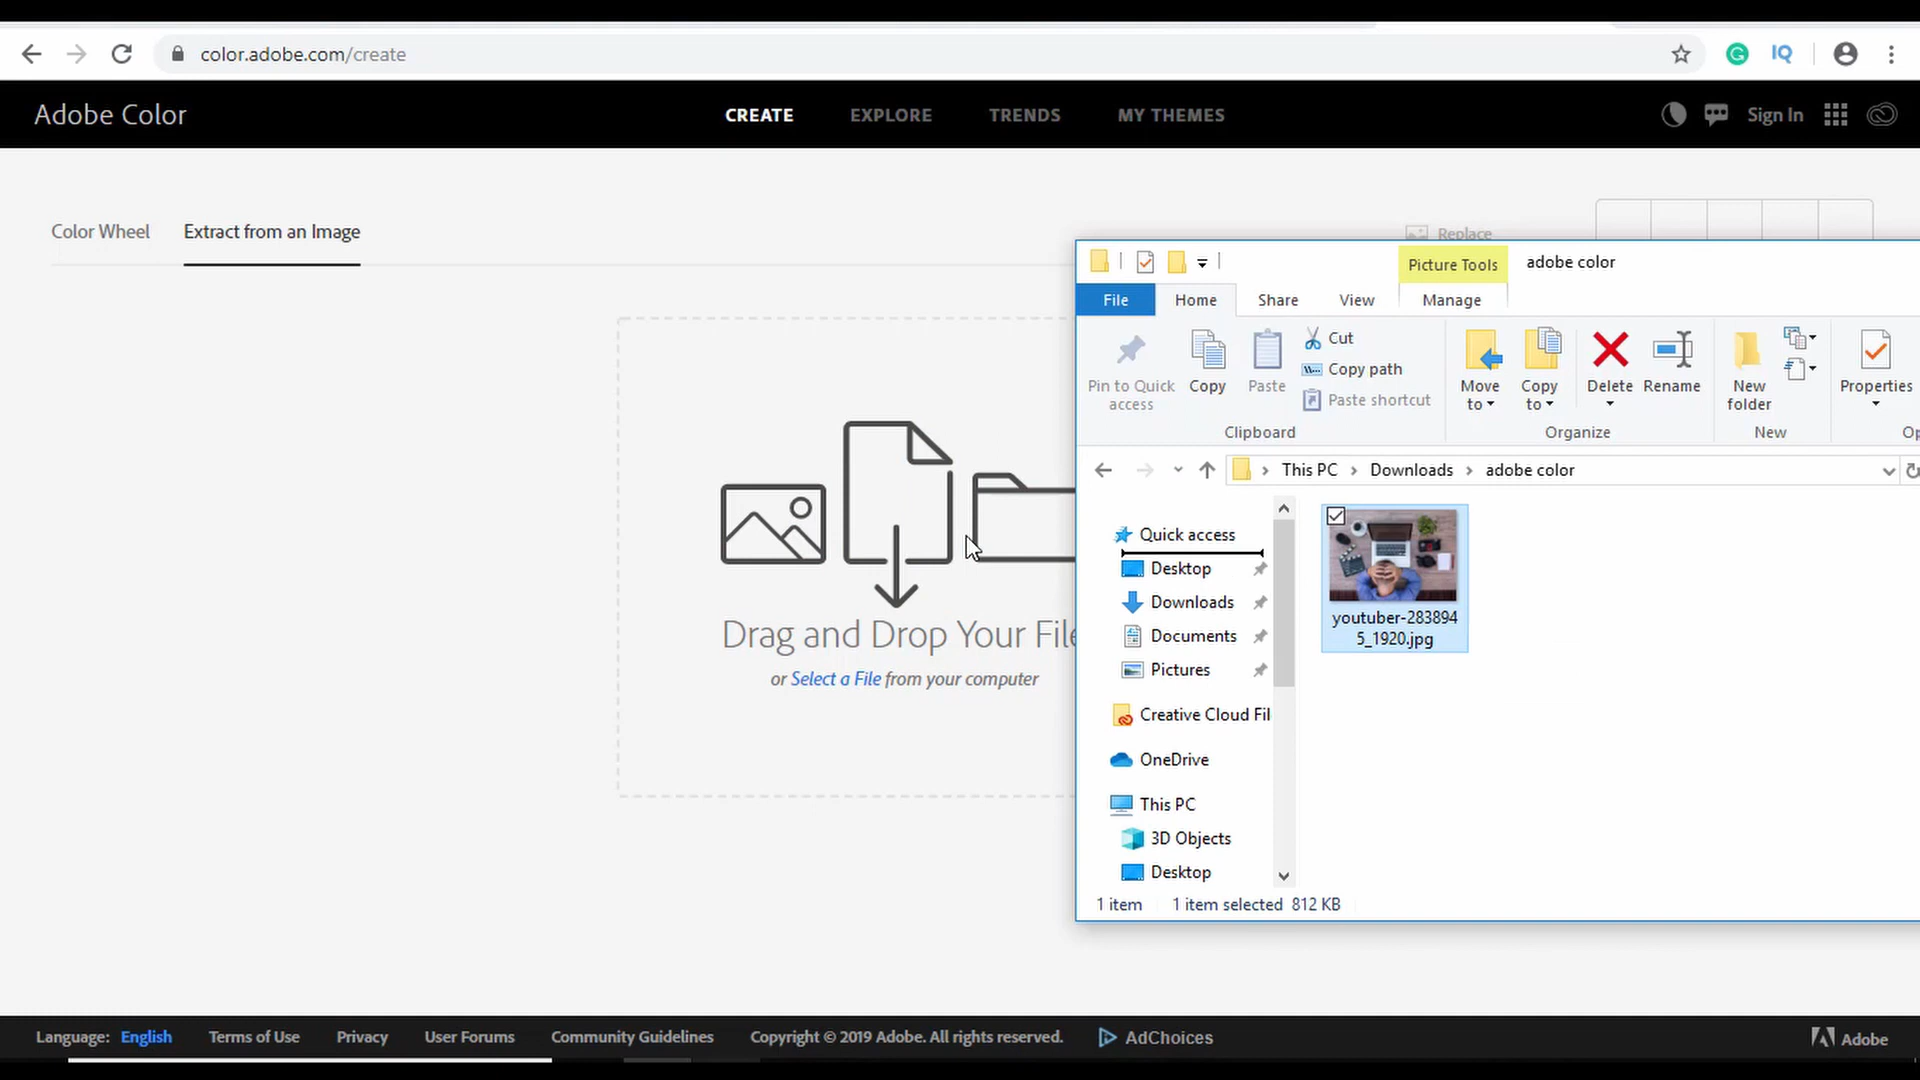 color.adobe.com/create
IQ
Adobe Color
CREATE
EXPLORE
TRENDS
MY THEMES
Sign In
Color Wheel
Extract from an Image
Replace
Drag and Drop Your File
or Select a File from your computer
Picture Tools
adobe color
File
Home
Share
View
Manage
Pin to Quick
access
Copy
Paste
Cut
Copy path
Paste shortcut
Clipboard
Move
to
Copy
to
Delete
Rename
Organize
New
folder
New
Properties
Op
This PC
Downloads
adobe color
Quick access
Desktop
Downloads
Documents
Pictures
Creative Cloud Fil
OneDrive
This PC
3D Objects
Desktop
youtuber-283894
5_1920.jpg
1 item
1 item selected 812 KB
Language: English
Terms of Use
Privacy
User Forums
Community Guidelines
Copyright © 2019 Adobe. All rights reserved.
AdChoices
Adobe